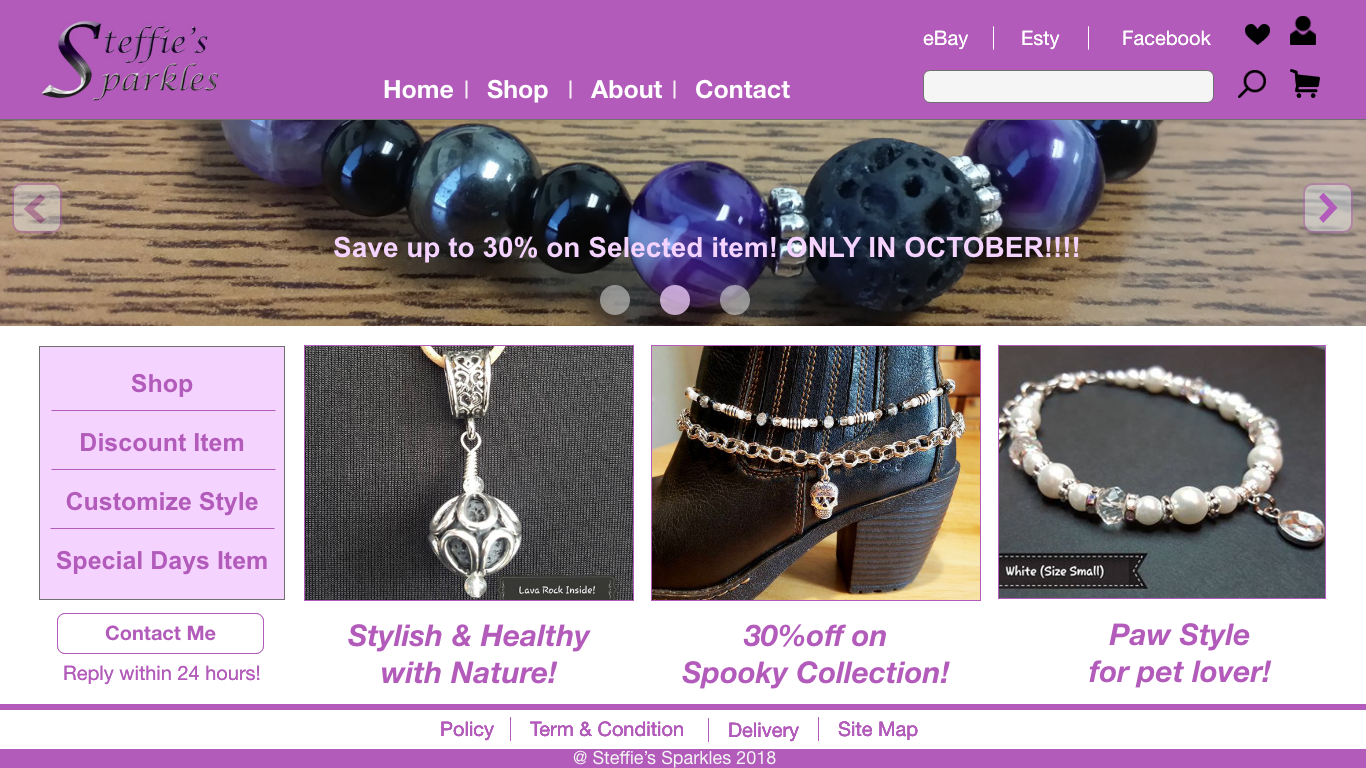 Steffie's
Sparkles
eBay | Esty | Facebook
Home | Shop | About | Contact
Save up to 30% on Selected item! ONLY IN OCTOBER!!!!
Shop
Discount Item
Customize Style
Special Days Item
Contact Me
Reply within 24 hours!
Lava Rock Inside!
Stylish & Healthy
with Nature!
30%off on
Spooky Collection!
White (Size Small)
Paw Style
for pet lover!
Policy | Term & Condition | Delivery | Site Map
@ Steffie's Sparkles 2018